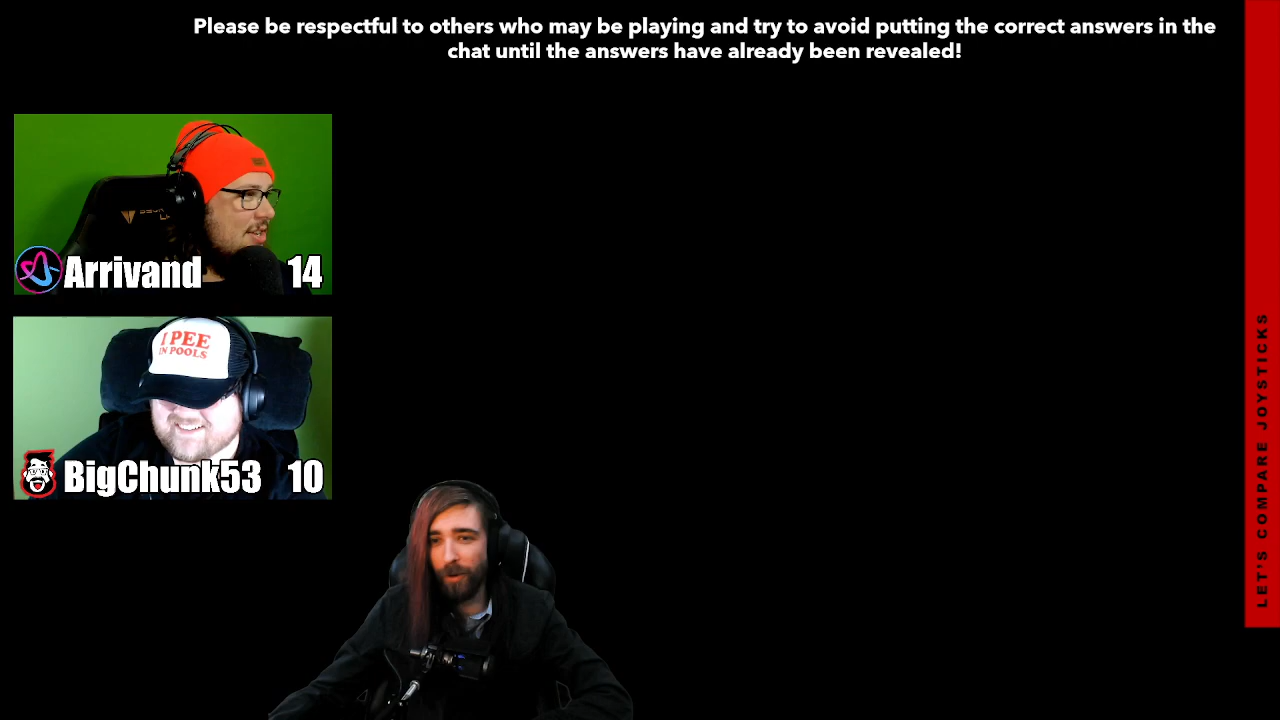 Please be respectful to others who may be playing and try to avoid putting the correct answers in the
chat until the answers have already been revealed!
Arrivand 14
I PEE
IN POOLS
BigChunk53 10
LET'S COMPARE JOYSTICKS